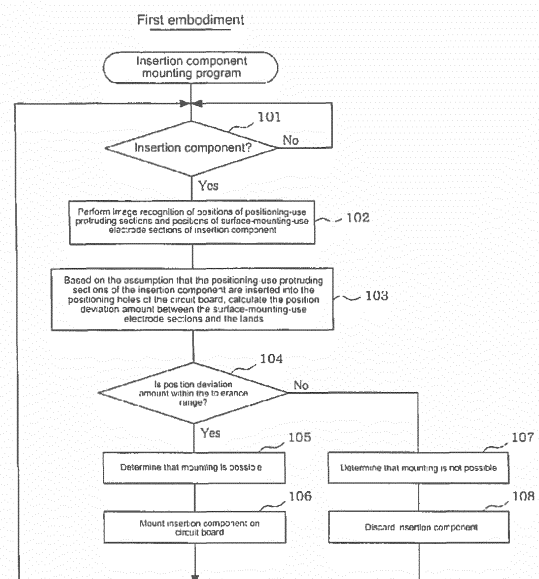 First embodiment
Insertion component
mounting program
101
Insertion component?
No
Yes
Perform image recognition of positions of positioning-use
protruding sections and positions of surface-mounting-use
electrode sections of insertion component
102
Based on the assumption that the positioning-use protruding
sections of the insertion component are inserted into the
positioning holes of the circuit board, calculate the position
deviation amount between the surface-mounting-use
electrode sections and the lands
103
104
Is position deviation
amount within the tolerance
range?
No
Yes
105
107
Determine that mounting is possible
Determine that mounting is not possible
106
108
Mount insertion component on
circuit board
Discard insertion component